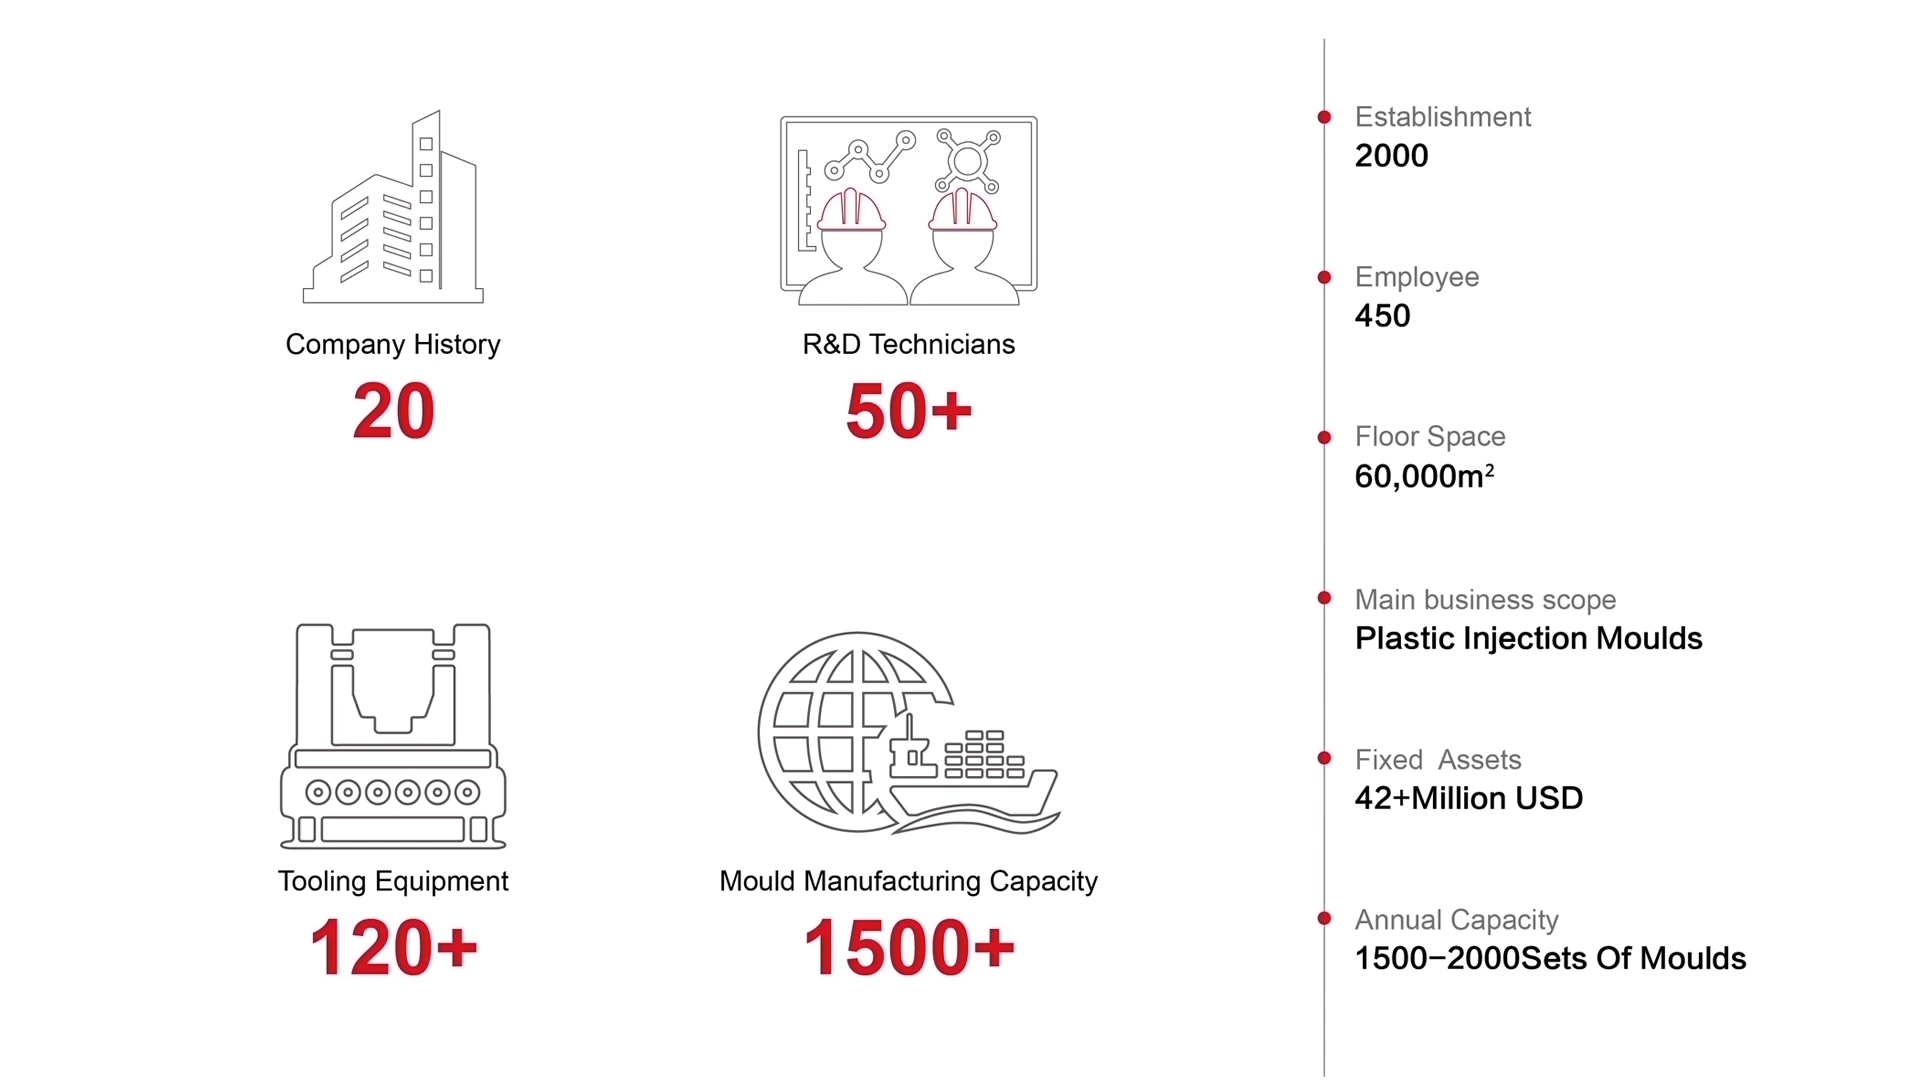 Company History
20
R&D Technicians
50+
Tooling Equipment
120+
Mould Manufacturing Capacity
1500+
Establishment
2000
Employee
450
Floor Space
60,000m²
Main business scope
Plastic Injection Moulds
Fixed  Assets
42+Million USD
Annual Capacity
1500−2000Sets Of Moulds